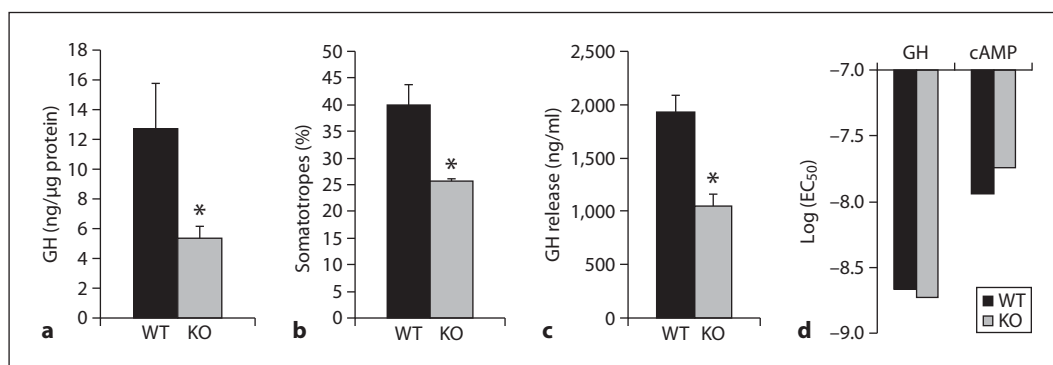 GH (ng/µg protein)
18
16
14
12
10
8
6
4
2
0
*
WT KO
a
Somatotropes (%)
50
45
40
35
30
25
20
15
10
5
0
*
WT KO
b
GH release (ng/ml)
2,500
2,000
1,500
1,000
500
0
*
WT KO
c
GH cAMP
Log (EC50)
–7.0
–7.5
–8.0
–8.5
–9.0
WT
KO
d